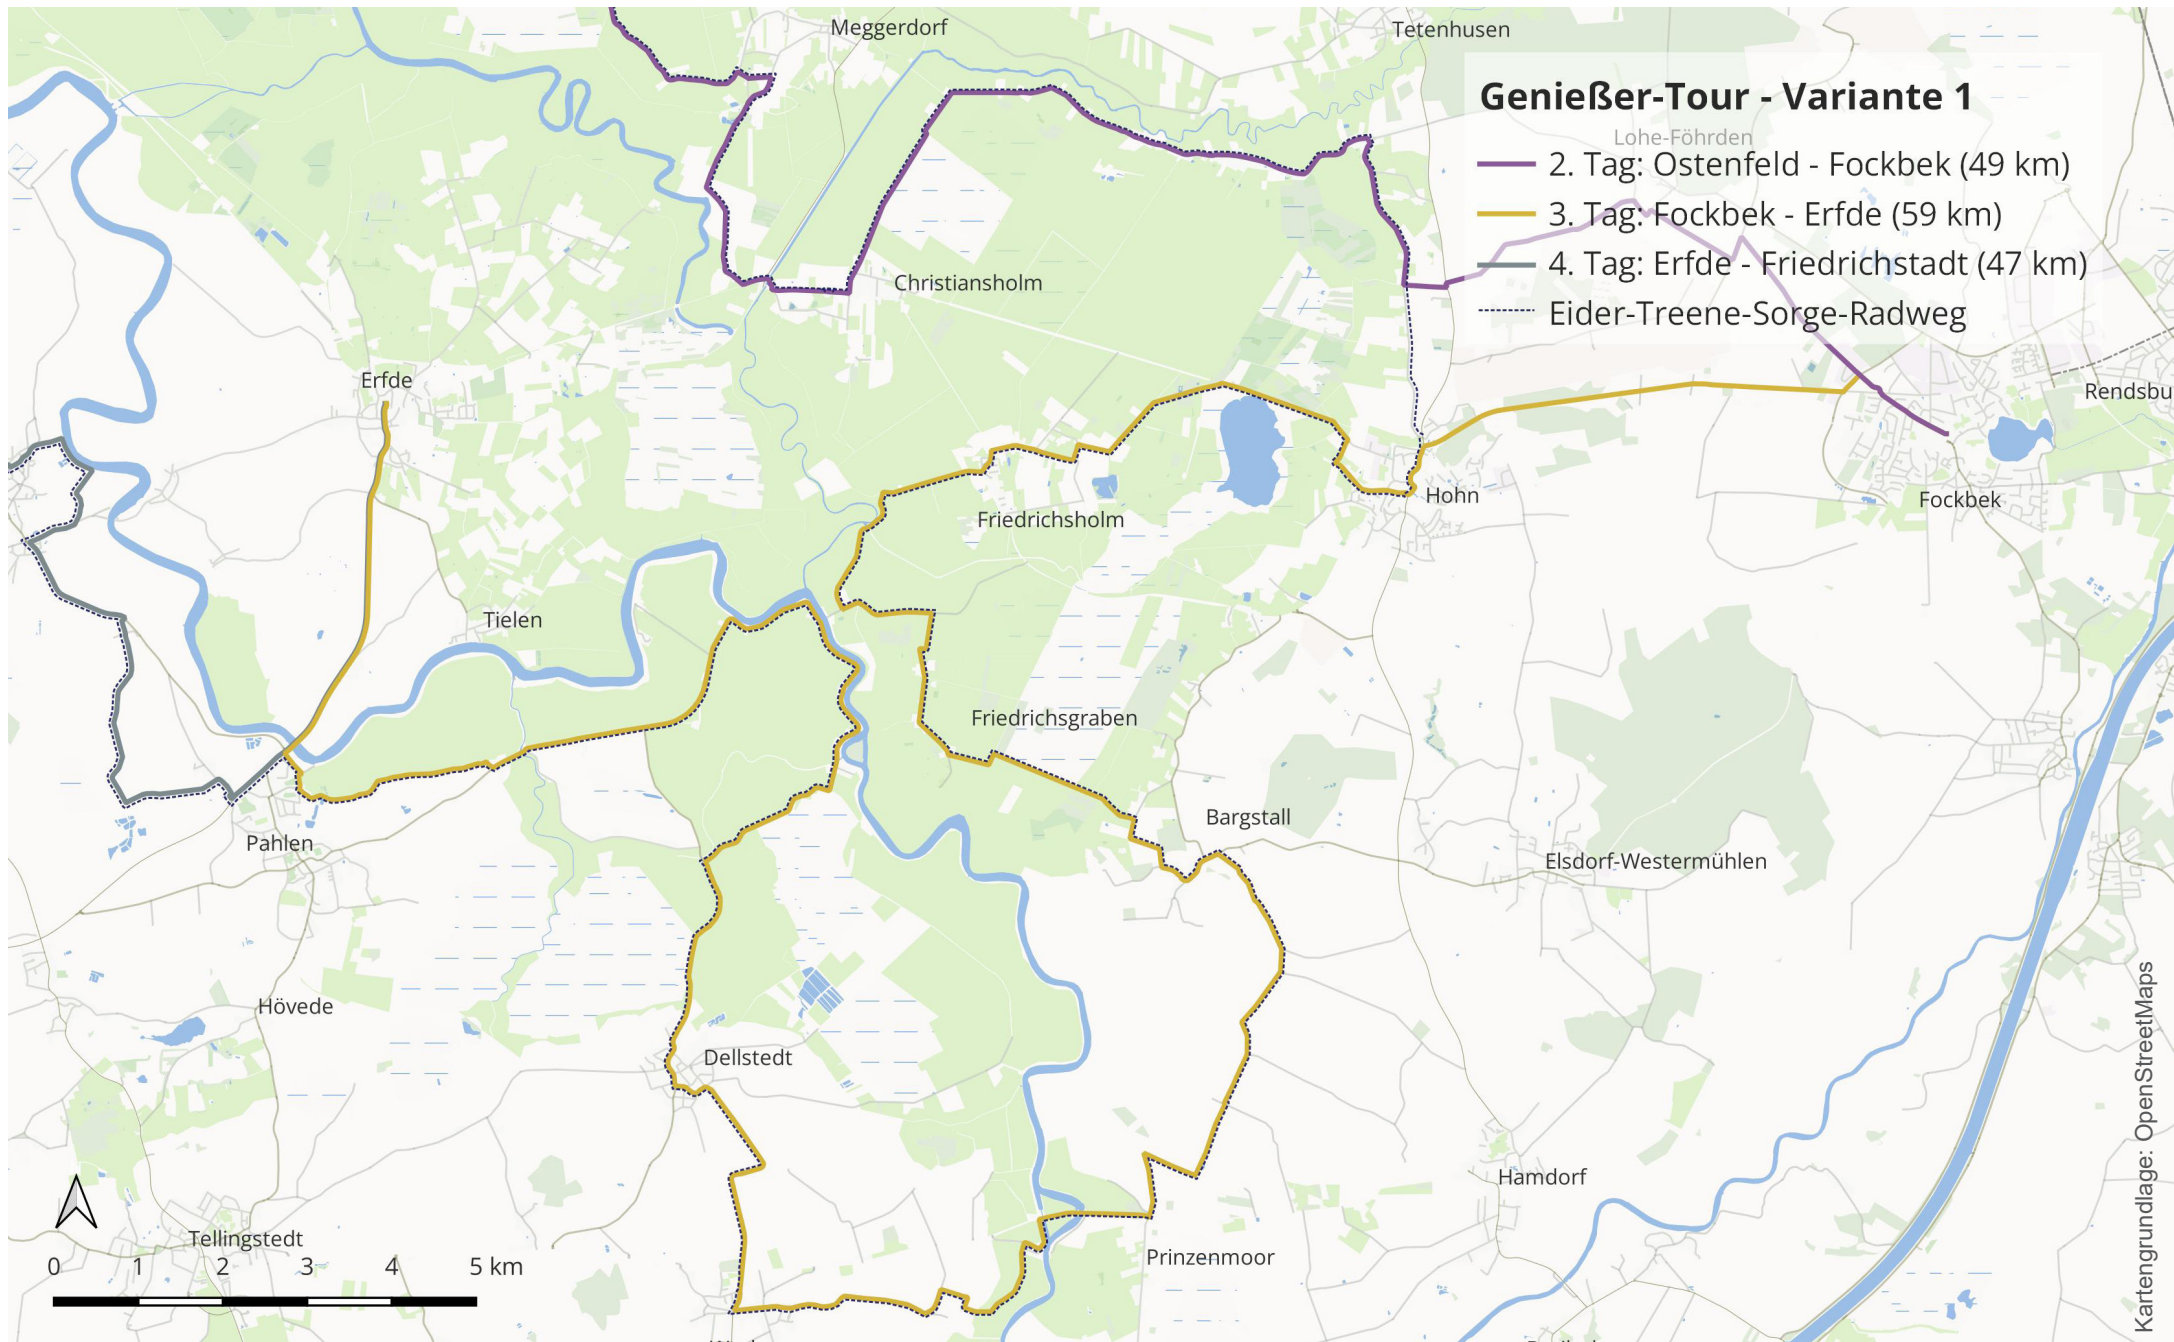 Meggerdorf
Tetenhusen
Genießer-Tour - Variante 1
Lohe-Föhrden
2. Tag: Ostenfeld - Fockbek (49 km)
3. Tag: Fockbek - Erfde (59 km)
4. Tag: Erfde - Friedrichstadt (47 km)
Eider-Treene-Sorge-Radweg
Christiansholm
Erfde
Rendsbu
Hohn
Fockbek
Friedrichsholm
Tielen
Friedrichsgraben
Bargstall
Pahlen
Elsdorf-Westermühlen
Hövede
Dellstedt
Hamdorf
Tellingstedt
Prinzenmoor
0 1 2 3 4 5 km
Kartengrundlage: OpenStreetMaps